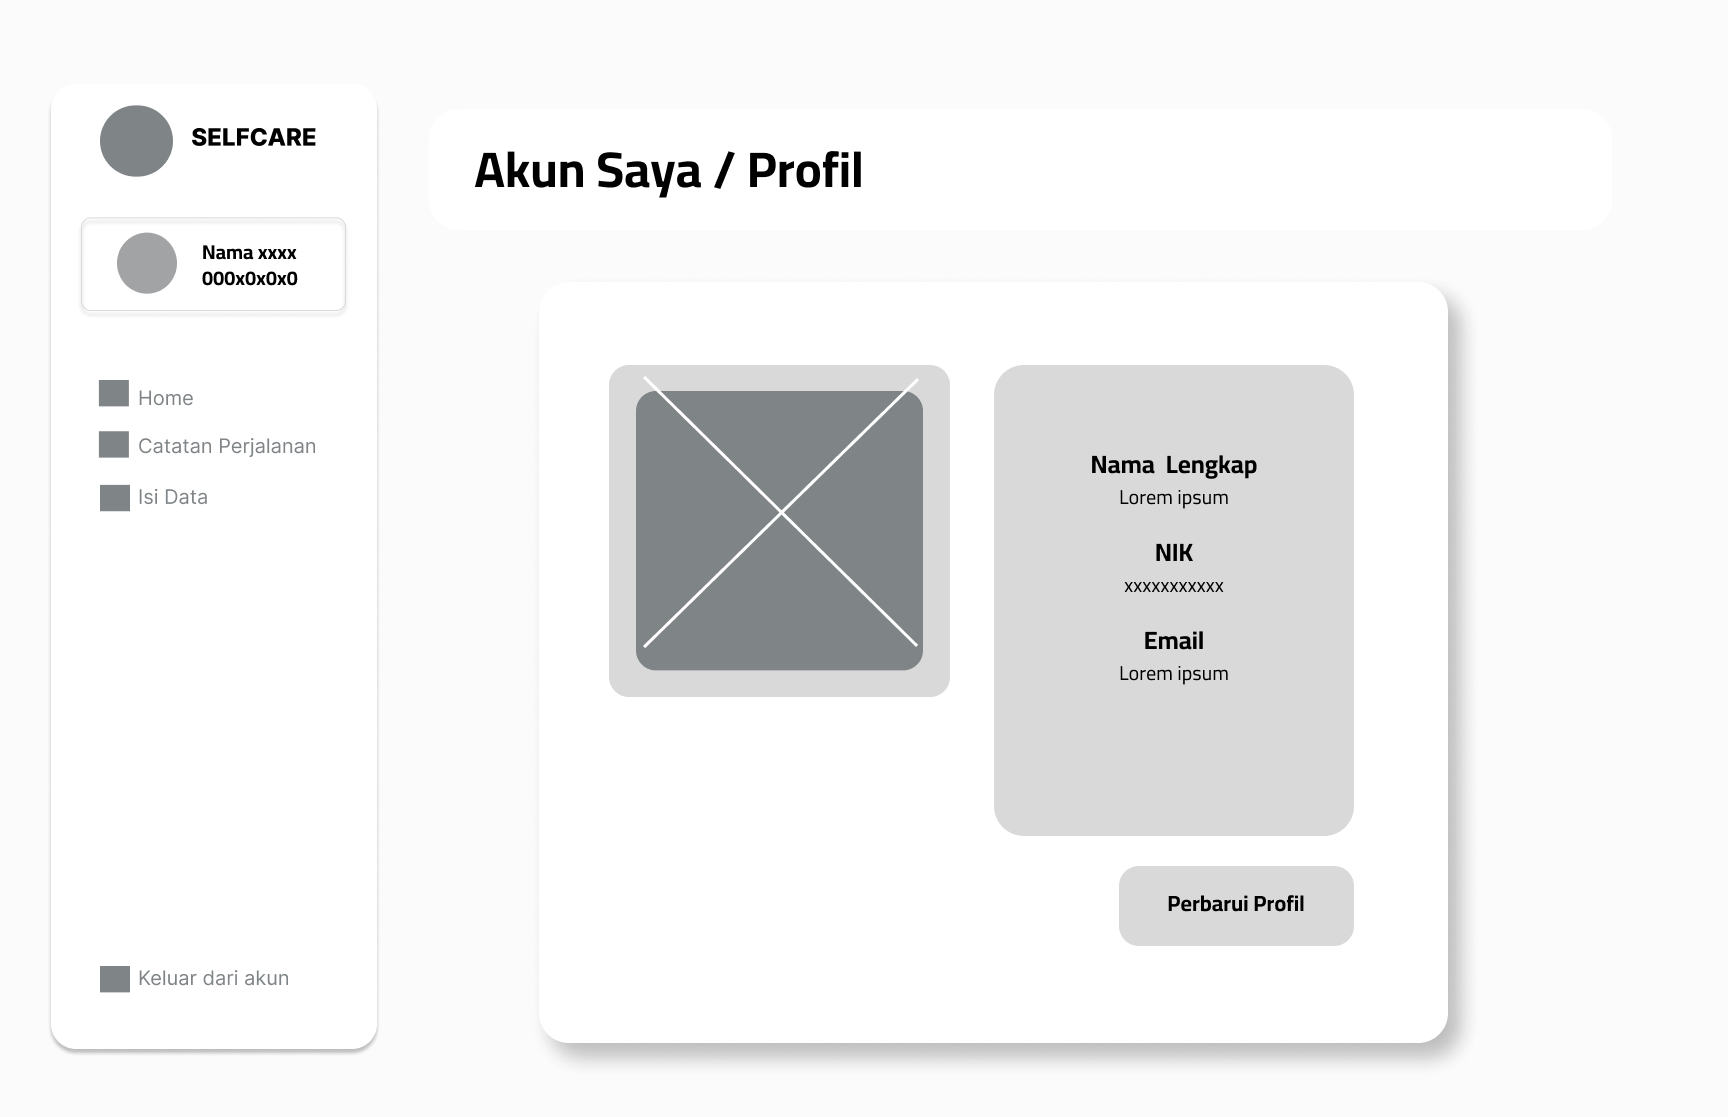 SELFCARE
Nama xxxx
000x0x0x0
Home
Catatan Perjalanan
Isi Data
Keluar dari akun
Akun Saya / Profil
Nama  Lengkap
Lorem ipsum
NIK
xxxxxxxxxxx
Email
Lorem ipsum
Perbarui Profil